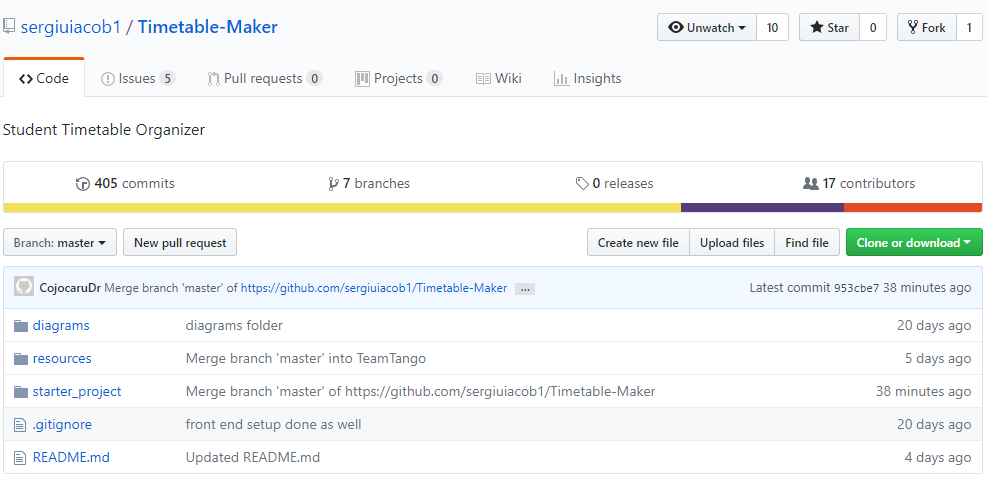 sergiuiacob1 / Timetable-Maker
Unwatch 10 Star 0 Fork 1
Code Issues 5 Pull requests 0 Projects 0 Wiki Insights
Student Timetable Organizer
405 commits 7 branches 0 releases 17 contributors
Branch: master New pull request Create new file Upload files Find file Clone or download
CojocaruDr Merge branch 'master' of https://github.com/sergiuiacob1/Timetable-Maker ... Latest commit 953cbe7 38 minutes ago
diagrams diagrams folder 20 days ago
resources Merge branch 'master' into TeamTango 5 days ago
starter_project Merge branch 'master' of https://github.com/sergiuiacob1/Timetable-Maker 38 minutes ago
.gitignore front end setup done as well 20 days ago
README.md Updated README.md 4 days ago